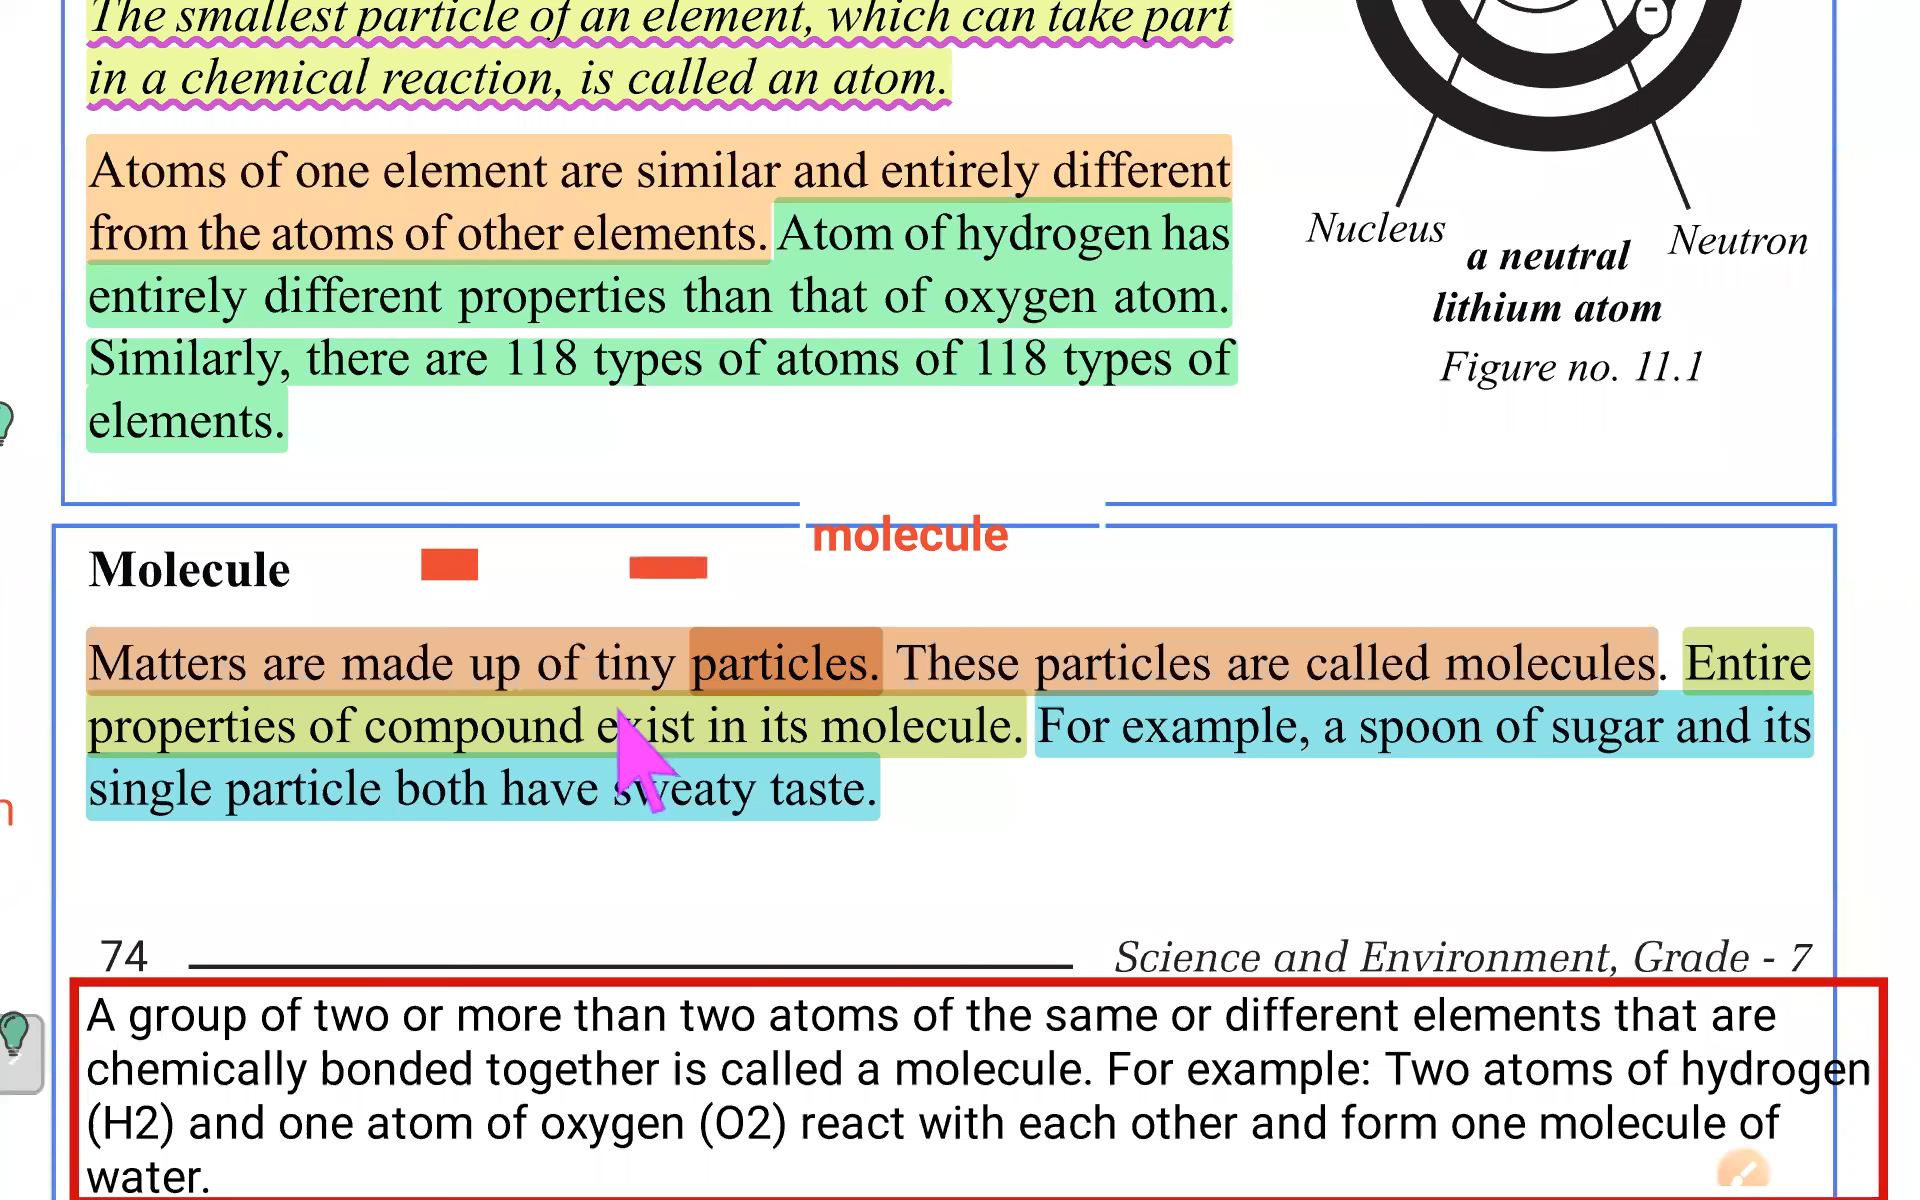 The smallest particle of an element, which can take part
in a chemical reaction, is called an atom.
Atoms of one element are similar and entirely different
from the atoms of other elements. Atom of hydrogen has
entirely different properties than that of oxygen atom.
Similarly, there are 118 types of atoms of 118 types of
elements.
-
Nucleus
Neutron
a neutral
lithium atom
Figure no. 11.1
molecule
Molecule
Matters are made up of tiny particles. These particles are called molecules. Entire
properties of compound exist in its molecule. For example, a spoon of sugar and its
single particle both have sweaty taste.
74 Science and Environment, Grade - 7
A group of two or more than two atoms of the same or different elements that are
chemically bonded together is called a molecule. For example: Two atoms of hydrogen
(H2) and one atom of oxygen (O2) react with each other and form one molecule of
water.